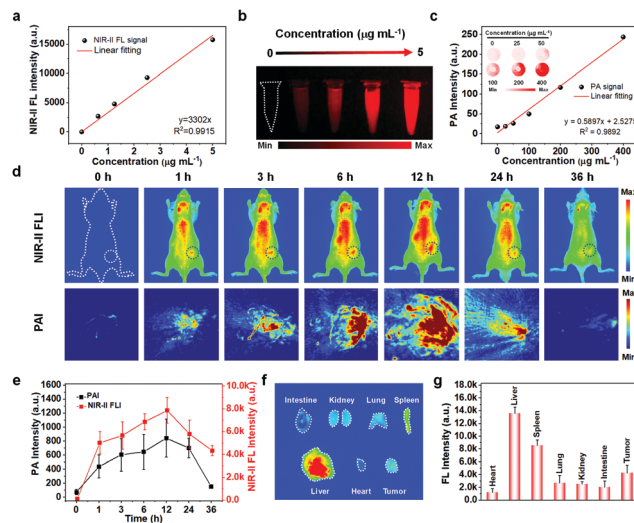 a
NIR-II FL intensity (a.u.)
15000
10000
5000
0
NIR-II FL signal
Linear fitting
y=3302x
R²=0.9915
0 1 2 3 4 5
Concentration (μg mL⁻¹)
b
Concentration (μg mL⁻¹)
0 5
Min Max
c
PA Intensity (a.u.)
250
200
150
100
50
0
Concentration (μg mL⁻¹)
0 25 50
100 200 400
Min Max
PA signal
Linear fitting
y = 0.5897x + 2.5275
R² = 0.9892
0 100 200 300 400
Concentrantion (μg mL⁻¹)
d
0 h 1 h 3 h 6 h 12 h 24 h 36 h
NIR-II FLI
Max
Min
PAI
Max
Min
e
PA Intensity (a.u.)
1600
1400
1200
1000
800
600
400
200
0
PAI
NIR-II FLI
10.0k
8.0k
6.0k
4.0k
2.0k
0.0
NIR-II FL Intensity (a.u.)
0 1 3 6 12 24 36
Time (h)
f
Intestine Kidney Lung Spleen
Liver Heart Tumor
g
FL Intensity (a.u.)
18.0k
16.0k
14.0k
12.0k
10.0k
8.0k
6.0k
4.0k
2.0k
0.0
Heart
Liver
Spleen
Lung
Kidney
Intestine
Tumor